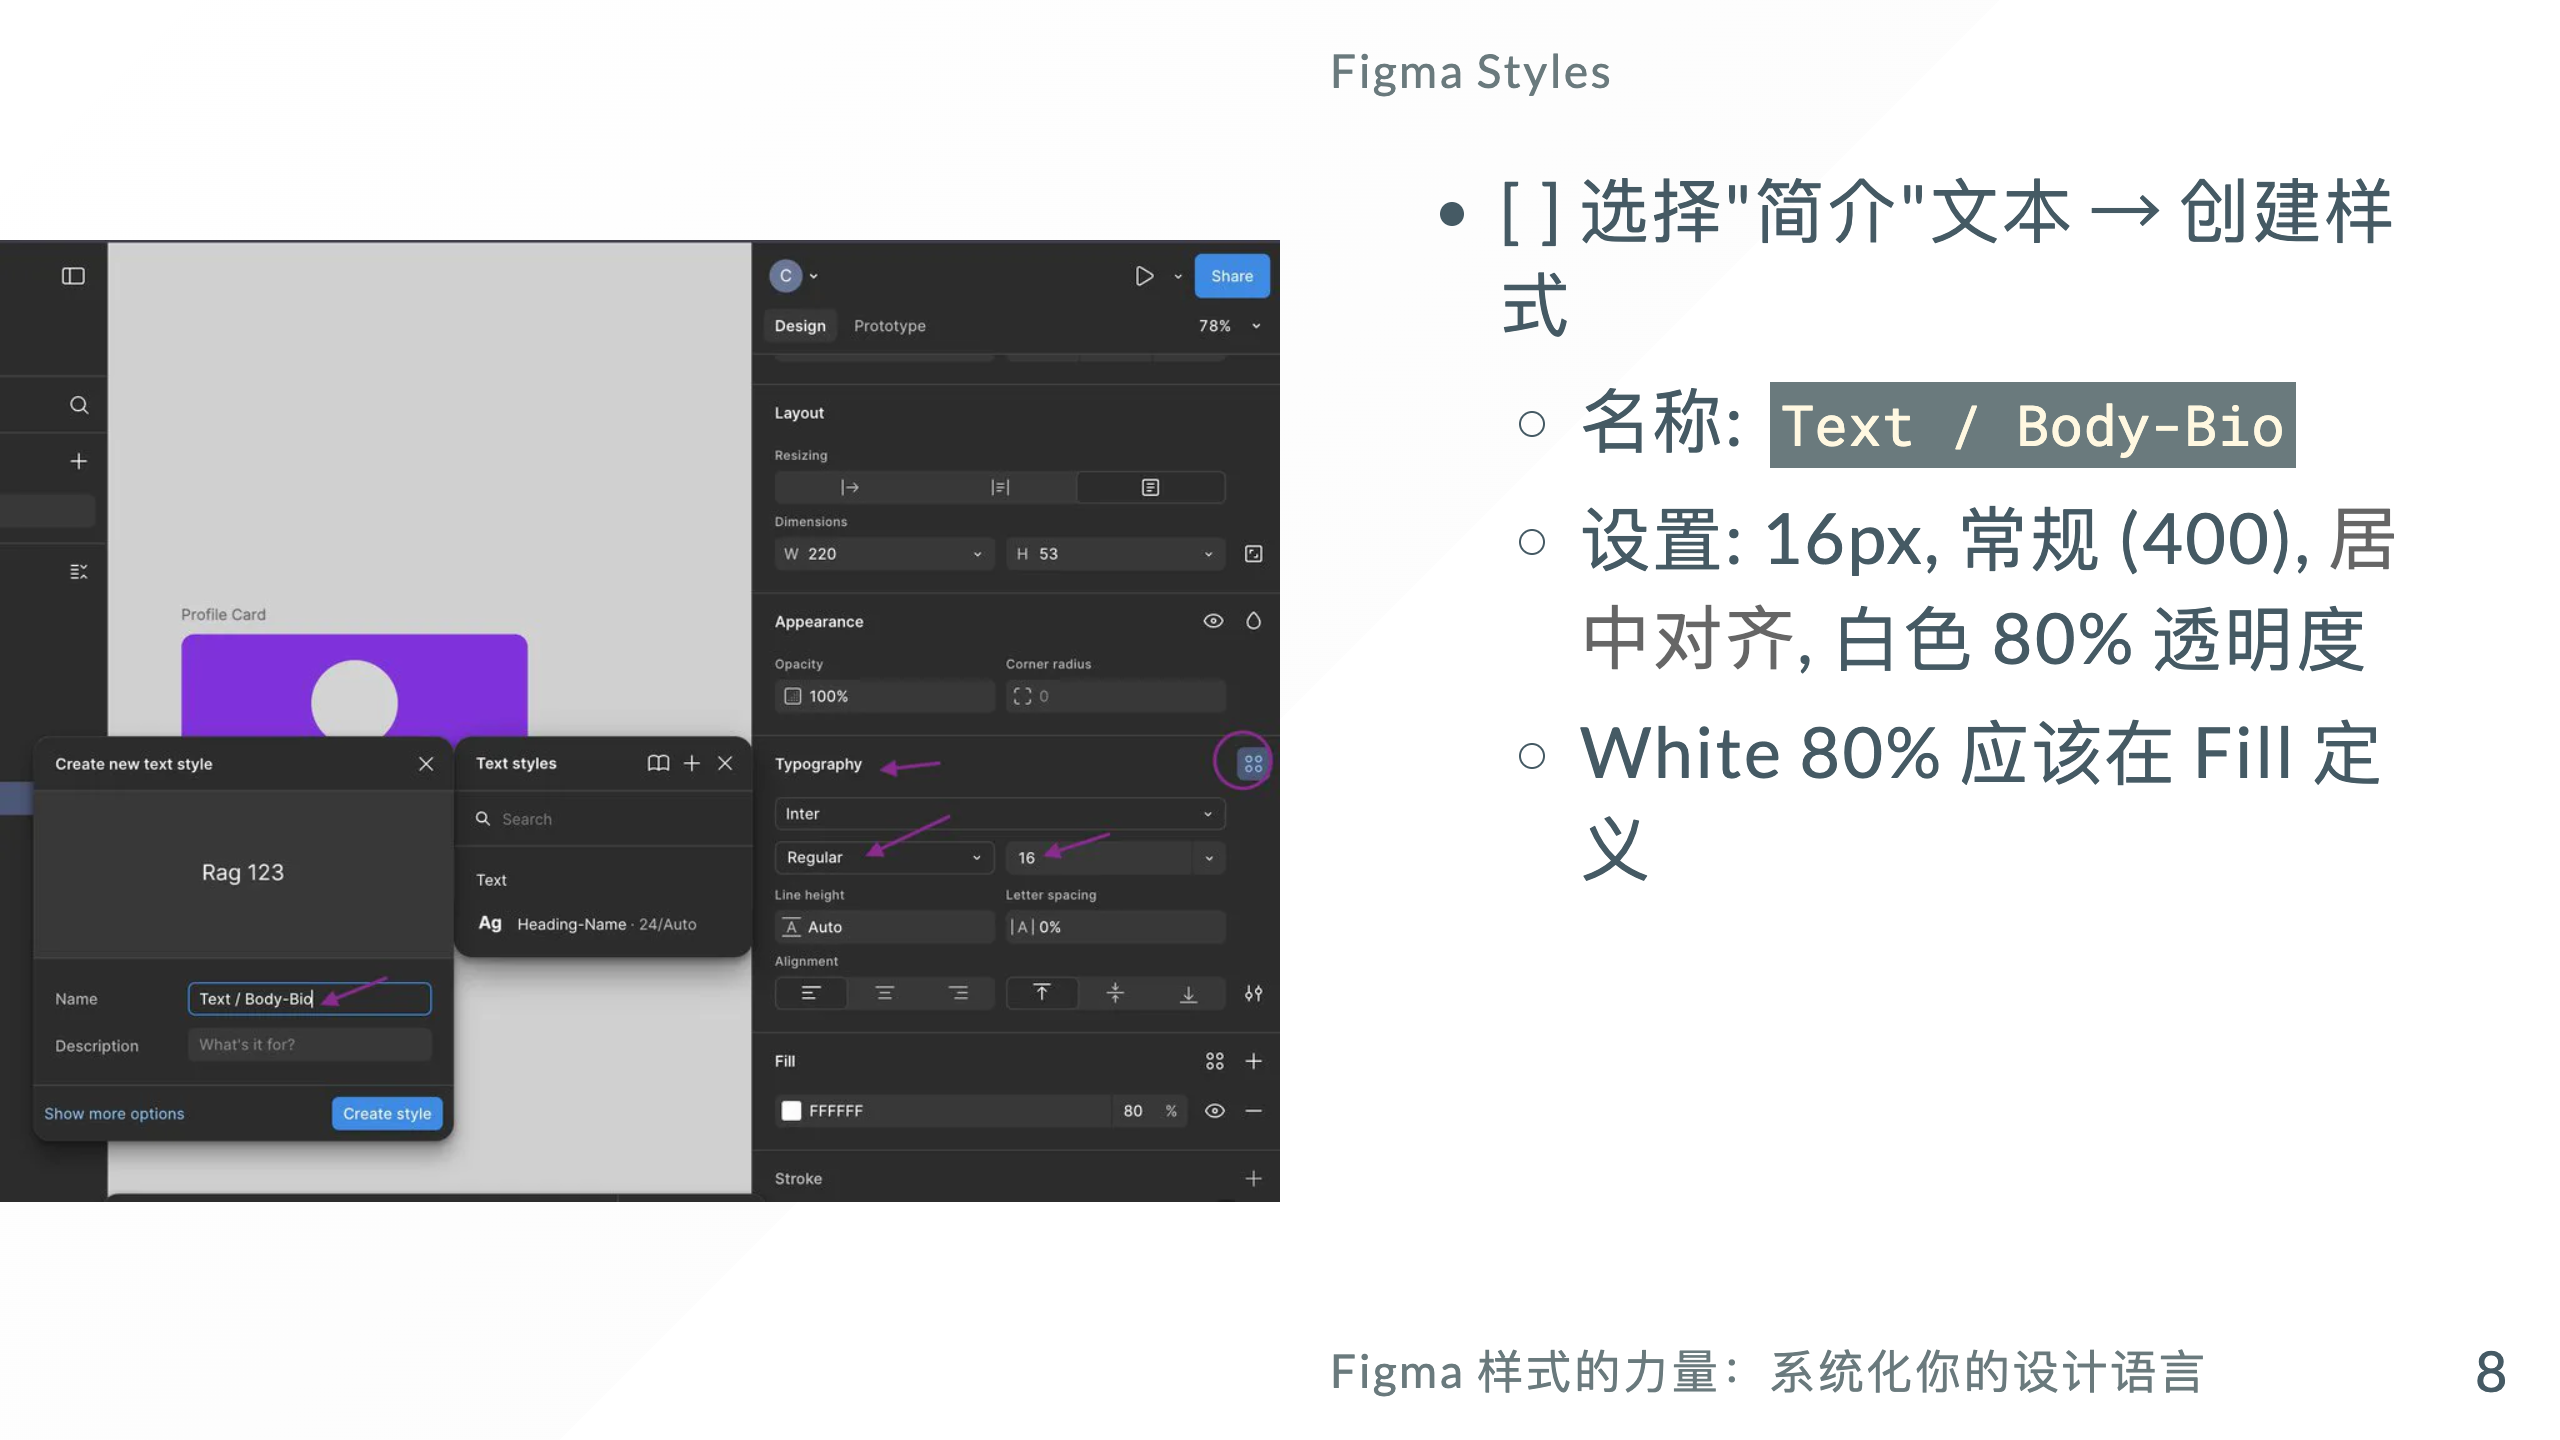 Figma Styles
[ ] 选择"简介"文本 → 创建样
式
名称: Text / Body-Bio
设置: 16px, 常规 (400), 居
中对齐, 白色 80% 透明度
White 80% 应该在 Fill 定
义
C
Share
Design
Prototype
78%
Layout
Resizing
Dimensions
W 220
H 53
Profile Card
Appearance
Opacity
Corner radius
100%
0
Create new text style
Text styles
Typography
Search
Inter
Rag 123
Regular
16
Text
Line height
Letter spacing
Ag Heading-Name · 24/Auto
A Auto
|A| 0%
Alignment
Name
Text / Body-Bio
Description
What's it for?
Fill
Show more options
Create style
FFFFFF
80 %
Stroke
Figma 样式的力量：系统化你的设计语言
8